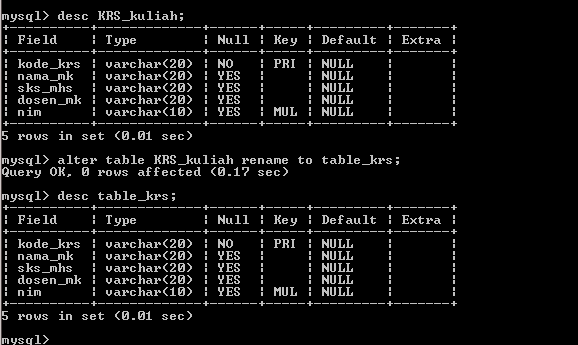 mysql> desc KRS_kuliah;
+-----------+-------------+------+-----+---------+-------+
| Field     | Type        | Null | Key | Default | Extra |
+-----------+-------------+------+-----+---------+-------+
| kode_krs  | varchar(20) | NO   | PRI | NULL    |       |
| nama_mk   | varchar(20) | YES  |     | NULL    |       |
| sks_mhs   | varchar(20) | YES  |     | NULL    |       |
| dosen_mk  | varchar(20) | YES  |     | NULL    |       |
| nim       | varchar(10) | YES  | MUL | NULL    |       |
+-----------+-------------+------+-----+---------+-------+
5 rows in set (0.01 sec)
mysql> alter table KRS_kuliah rename to table_krs;
Query OK, 0 rows affected (0.17 sec)
mysql> desc table_krs;
+-----------+-------------+------+-----+---------+-------+
| Field     | Type        | Null | Key | Default | Extra |
+-----------+-------------+------+-----+---------+-------+
| kode_krs  | varchar(20) | NO   | PRI | NULL    |       |
| nama_mk   | varchar(20) | YES  |     | NULL    |       |
| sks_mhs   | varchar(20) | YES  |     | NULL    |       |
| dosen_mk  | varchar(20) | YES  |     | NULL    |       |
| nim       | varchar(10) | YES  | MUL | NULL    |       |
+-----------+-------------+------+-----+---------+-------+
5 rows in set (0.01 sec)
mysql>